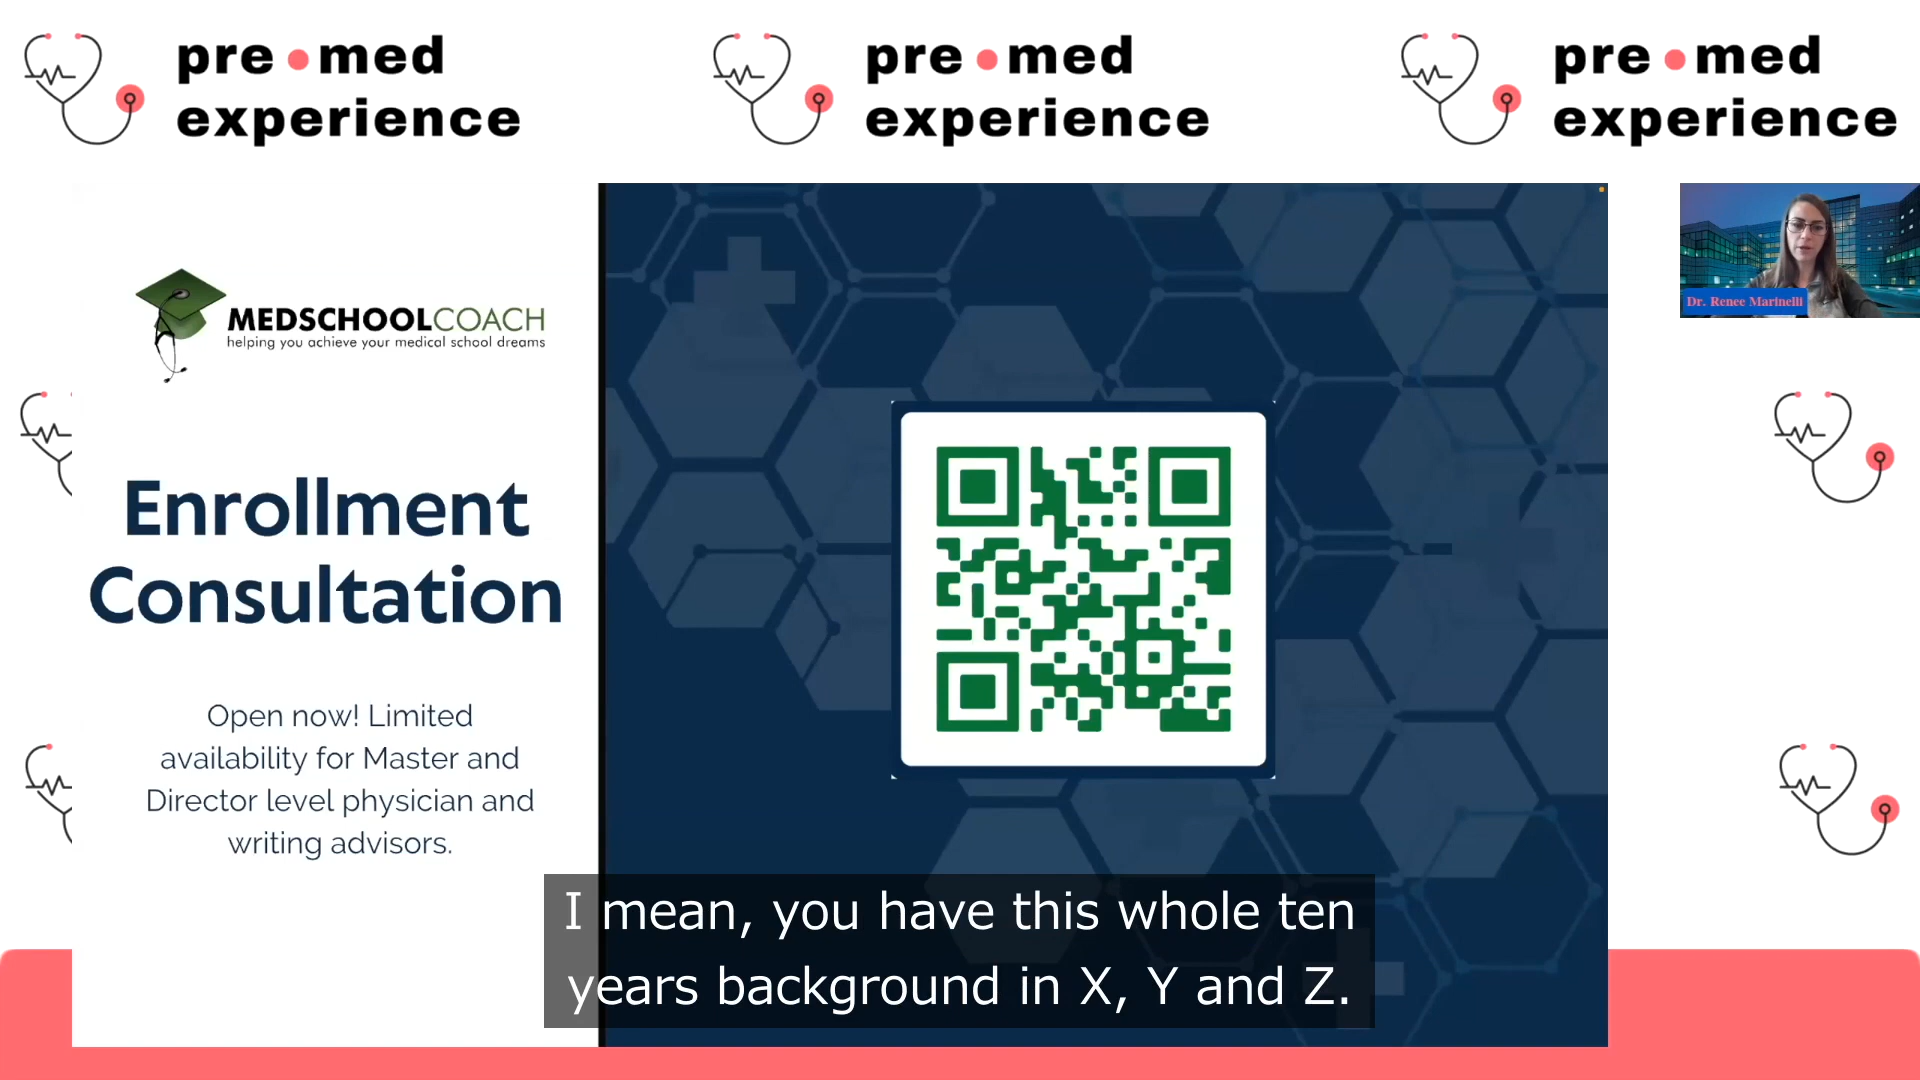 pre med
experience
pre med
experience
pre med
experience
MEDSCHOOLCOACH
helping you achieve your medical school dreams
Dr. Renee Marinelli
Enrollment
Consultation
Open now! Limited
availability for Master and
Director level physician and
writing advisors.
I mean, you have this whole ten
years background in X, Y and Z.